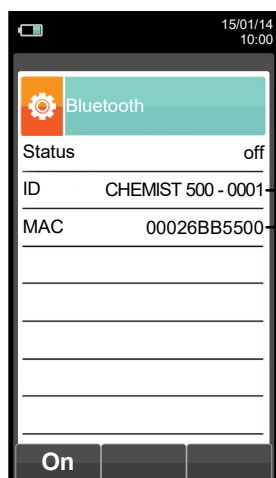 15/01/14
10:00
Bluetooth
Status off
ID CHEMIST 500 - 0001
MAC 00026BB5500
On